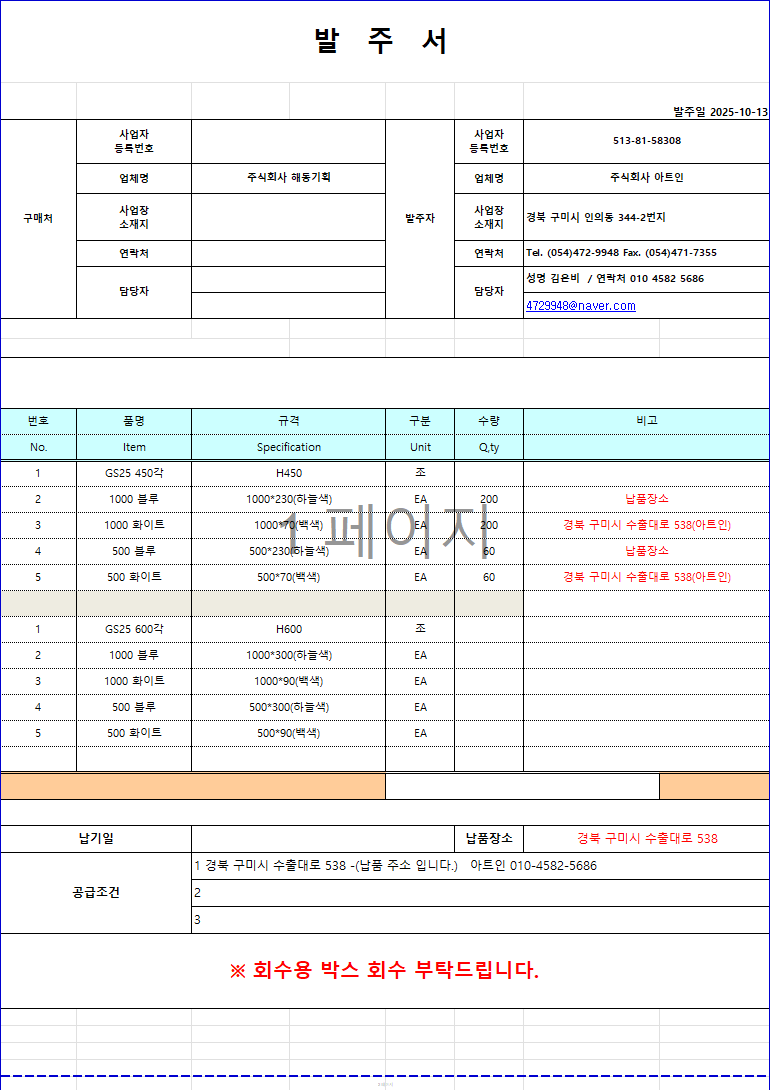 발 주 서
발주일 2025-10-13
구매처
사업자
등록번호
발주자
사업자
등록번호
513-81-58308
업체명
주식회사 해동기획
업체명
주식회사 아트인
사업장
소재지
사업장
소재지
경북 구미시 인의동 344-2번지
연락처
연락처
Tel. (054)472-9948 Fax. (054)471-7355
담당자
담당자
성명 김은비 / 연락처 010 4582 5686
4729948@naver.com
번호 품명 규격 구분 수량 비고
No. Item Specification Unit Q,ty
1 GS25 450각 H450 조
2 1000 블루 1000*230(하늘색) EA 200 납품장소
3 1000 화이트 1000*70(백색) EA 200 경북 구미시 수출대로 538(아트인)
4 500 블루 500*230(하늘색) EA 60 납품장소
5 500 화이트 500*70(백색) EA 60 경북 구미시 수출대로 538(아트인)
1 페이지
1 GS25 600각 H600 조
2 1000 블루 1000*300(하늘색) EA
3 1000 화이트 1000*90(백색) EA
4 500 블루 500*300(하늘색) EA
5 500 화이트 500*90(백색) EA
납기일 납품장소 경북 구미시 수출대로 538
공급조건
1 경북 구미시 수출대로 538 -(납품 주소 입니다.) 아트인 010-4582-5686
2
3
※ 회수용 박스 회수 부탁드립니다.